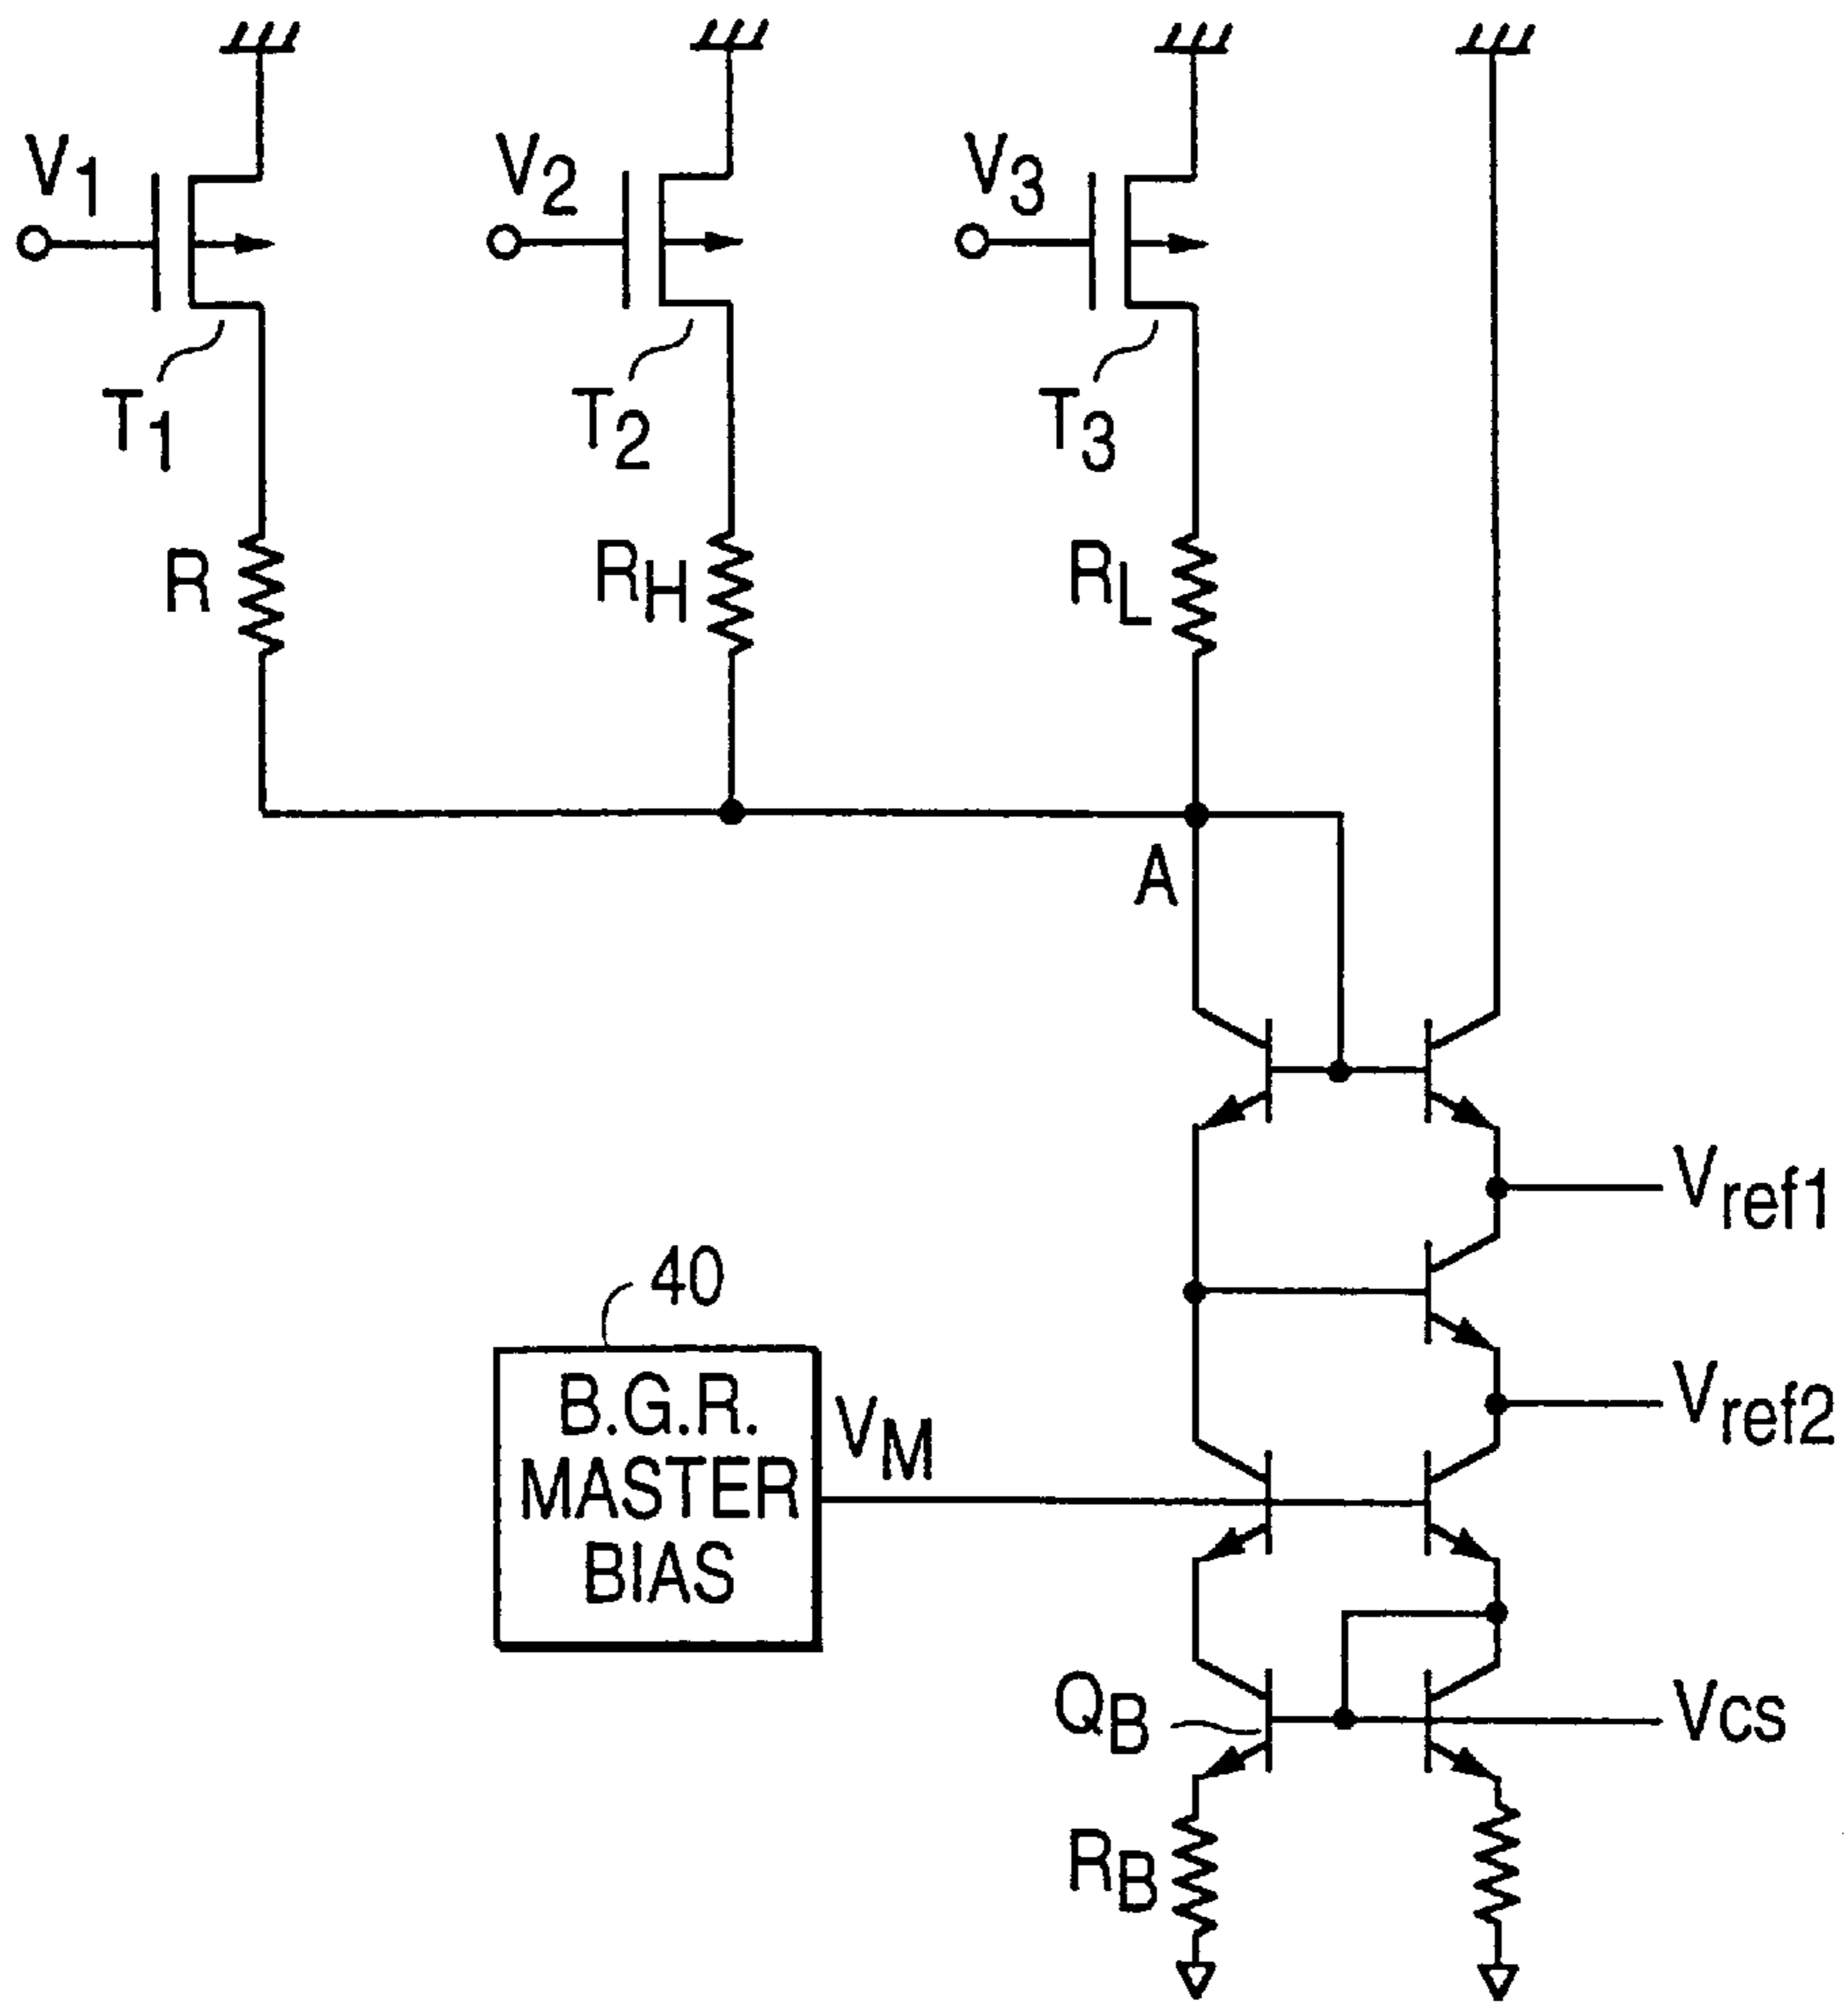 V1
V2
V3
T1
T2
T3
R
RH
RL
A
Vref1
40
B.G.R.
MASTER
BIAS
VM
Vref2
QB
VCS
RB